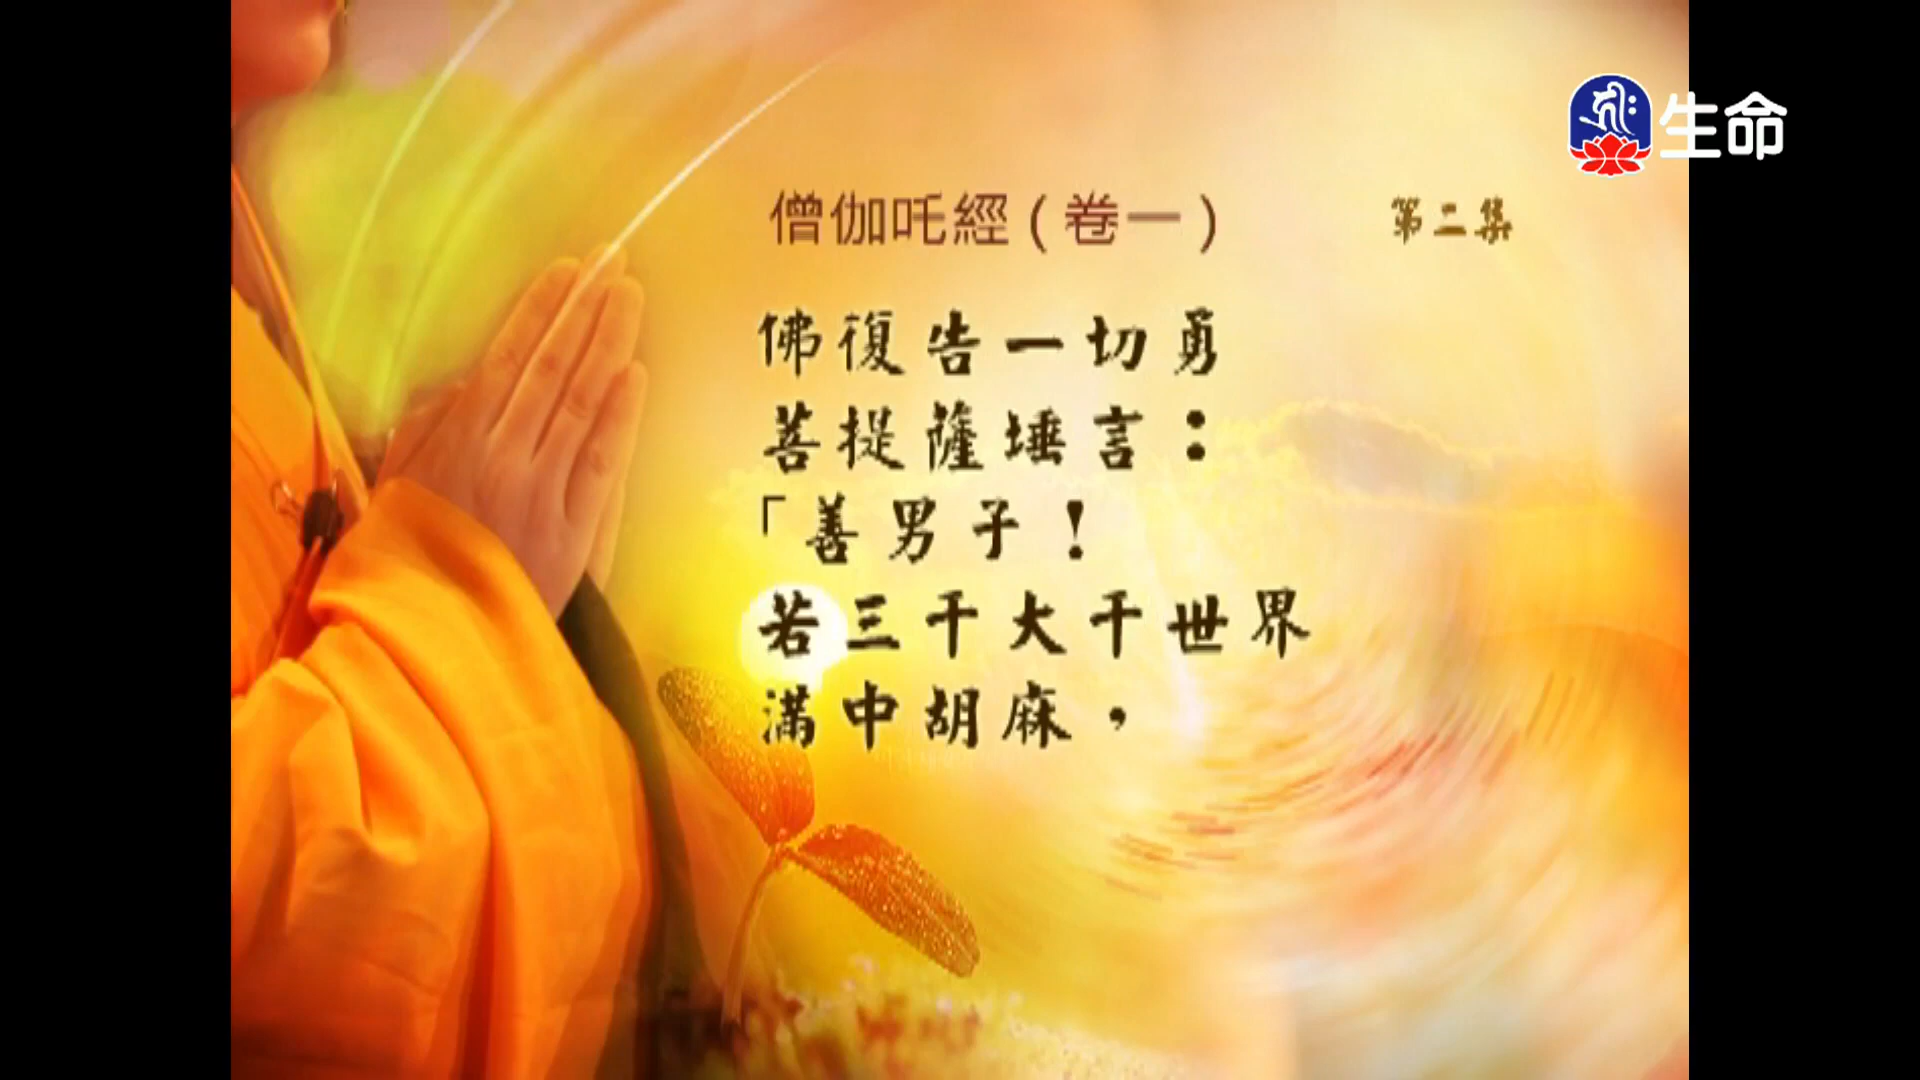 生命
僧伽吒經(卷一)
第二集
佛復告一切勇
菩提薩埵言：
「善男子！
若三千大千世界
滿中胡麻，